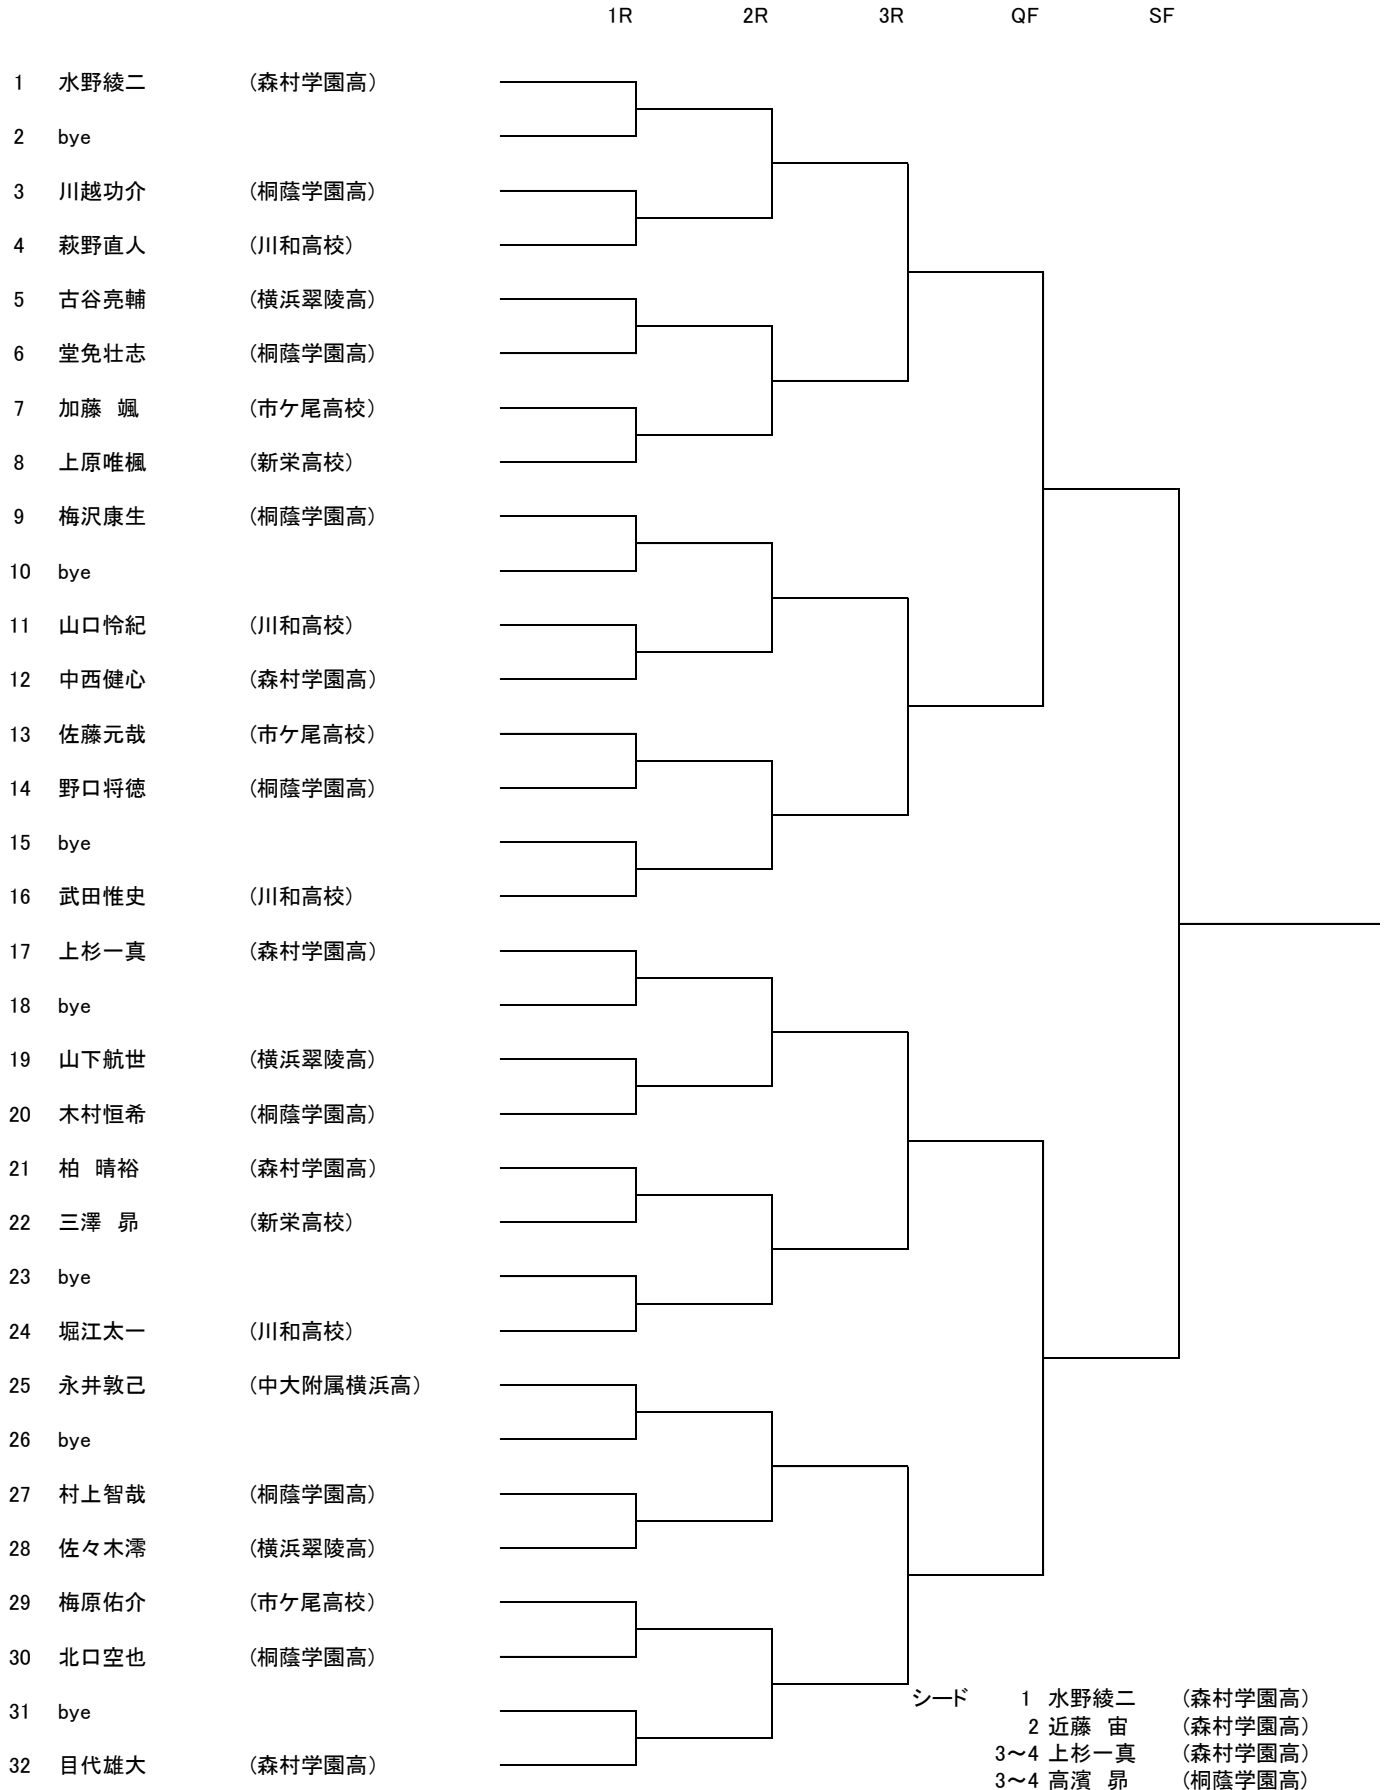 1R 2R 3R QF SF
1 水野綾二 (森村学園高)
2 bye
3 川越功介 (桐蔭学園高)
4 萩野直人 (川和高校)
5 古谷亮輔 (横浜翠陵高)
6 堂免壮志 (桐蔭学園高)
7 加藤 颯 (市ケ尾高校)
8 上原唯楓 (新栄高校)
9 梅沢康生 (桐蔭学園高)
10 bye
11 山口怜紀 (川和高校)
12 中西健心 (森村学園高)
13 佐藤元哉 (市ケ尾高校)
14 野口将徳 (桐蔭学園高)
15 bye
16 武田惟史 (川和高校)
17 上杉一真 (森村学園高)
18 bye
19 山下航世 (横浜翠陵高)
20 木村恒希 (桐蔭学園高)
21 柏 晴裕 (森村学園高)
22 三澤 昴 (新栄高校)
23 bye
24 堀江太一 (川和高校)
25 永井敦己 (中大附属横浜高)
26 bye
27 村上智哉 (桐蔭学園高)
28 佐々木澪 (横浜翠陵高)
29 梅原佑介 (市ケ尾高校)
30 北口空也 (桐蔭学園高)
31 bye
32 目代雄大 (森村学園高)
シード 1 水野綾二 (森村学園高)
2 近藤 宙 (森村学園高)
3～4 上杉一真 (森村学園高)
3～4 高濱 昴 (桐蔭学園高)